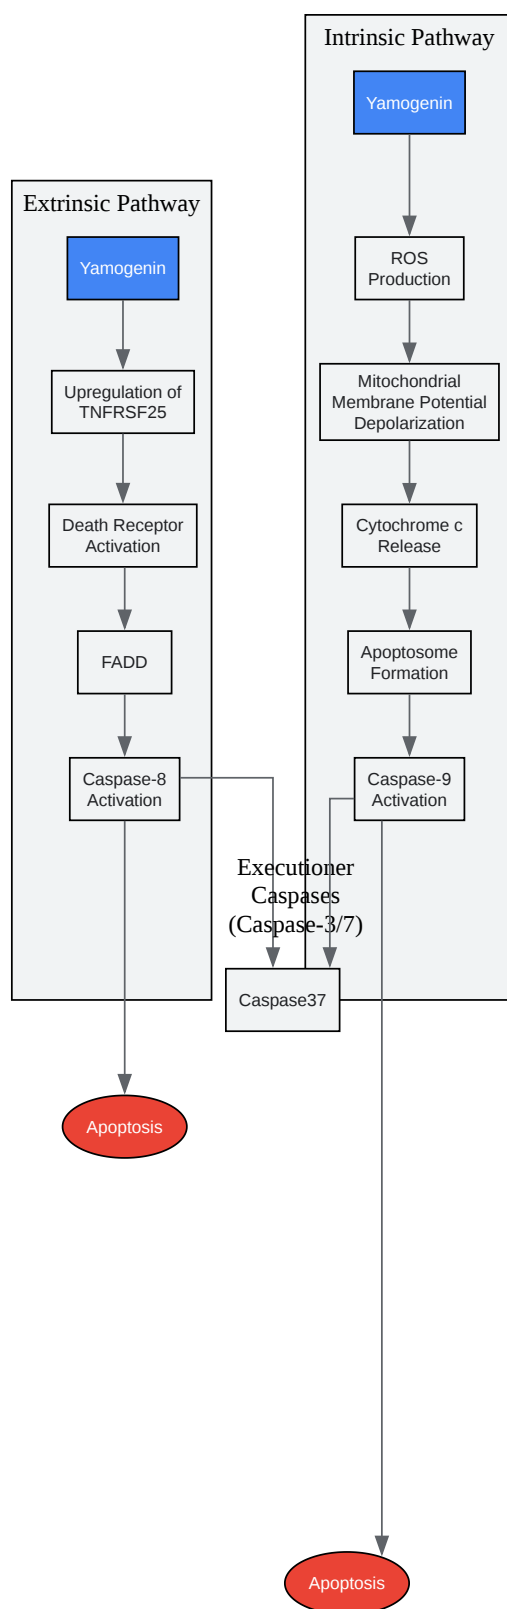 Intrinsic Pathway
Yamogenin
ROS
Production
Mitochondrial
Membrane Potential
Depolarization
Cytochrome c
Release
Apoptosome
Formation
Caspase-9
Activation
Extrinsic Pathway
Yamogenin
Upregulation of
TNFRSF25
Death Receptor
Activation
FADD
Caspase-8
Activation
Executioner
Caspases
(Caspase-3/7)
Caspase37
Apoptosis
Apoptosis